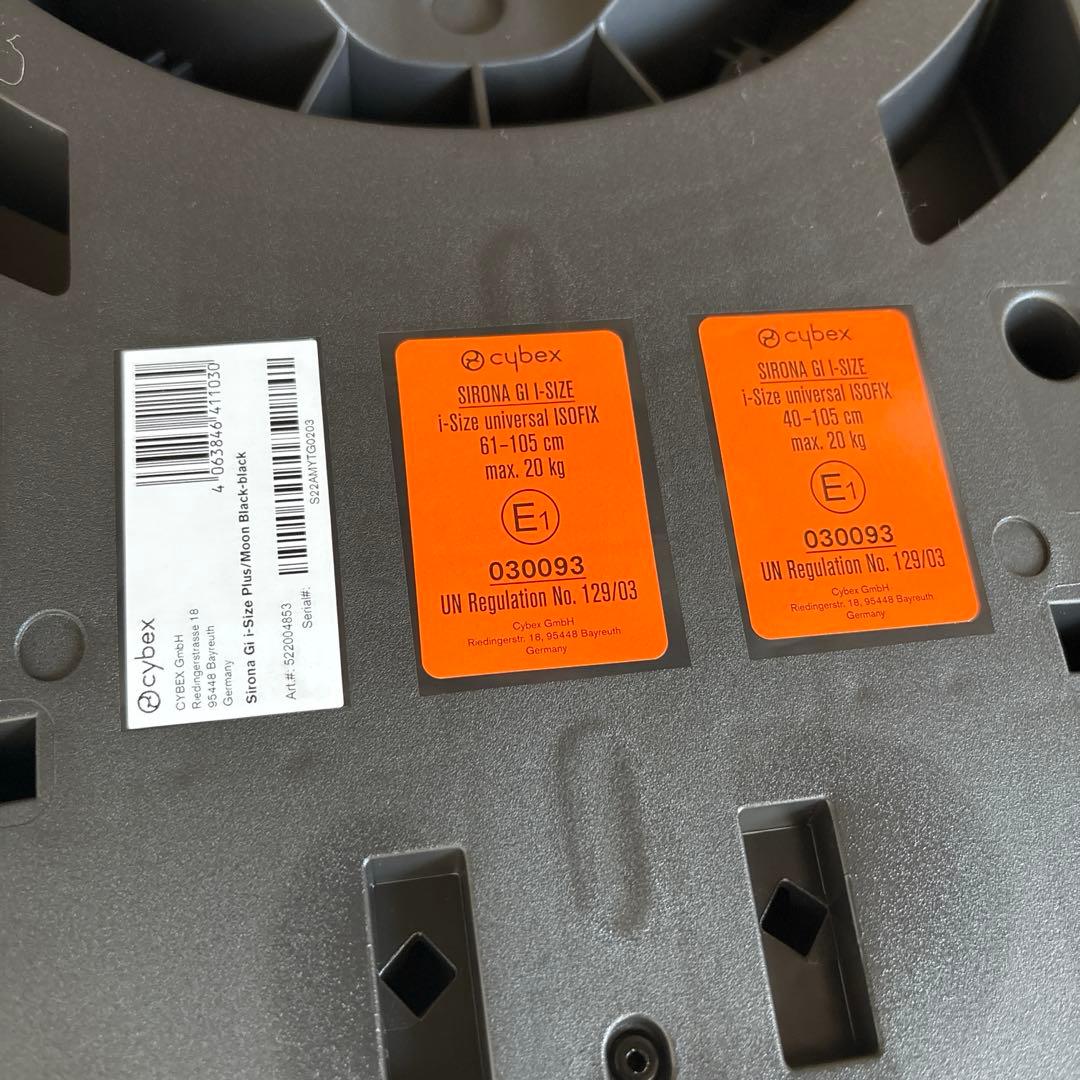 cybex
CYBEX GmbH
Riedingerstrasse 18
95448 Bayreuth
Germany
Sirona Gi i-Size Plus/Moon Black-black
Art.#: 522004853
Serial#:
4 063846 411030
S22AMYTG0203
cybex
SIRONA GI I-SIZE
i-Size universal ISOFIX
61-105 cm
max. 20 kg
E1
030093
UN Regulation No. 129/03
Cybex GmbH
Riedingerstr. 18, 95448 Bayreuth
Germany
cybex
SIRONA GI I-SIZE
i-Size universal ISOFIX
40-105 cm
max. 20 kg
E1
030093
UN Regulation No. 129/03
Cybex GmbH
Riedingerstr. 18, 95448 Bayreuth
Germany